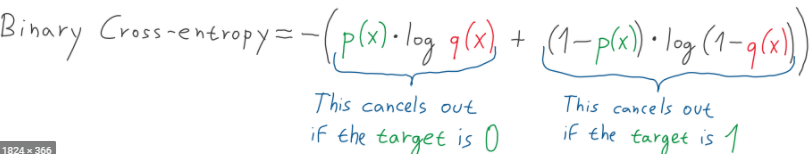 Binary Cross-entropy = -(p(x)·log q(x) + (1-p(x))·log(1-q(x)))
This cancels out
if the target is 0
This cancels out
if the target is 1
1824 × 366